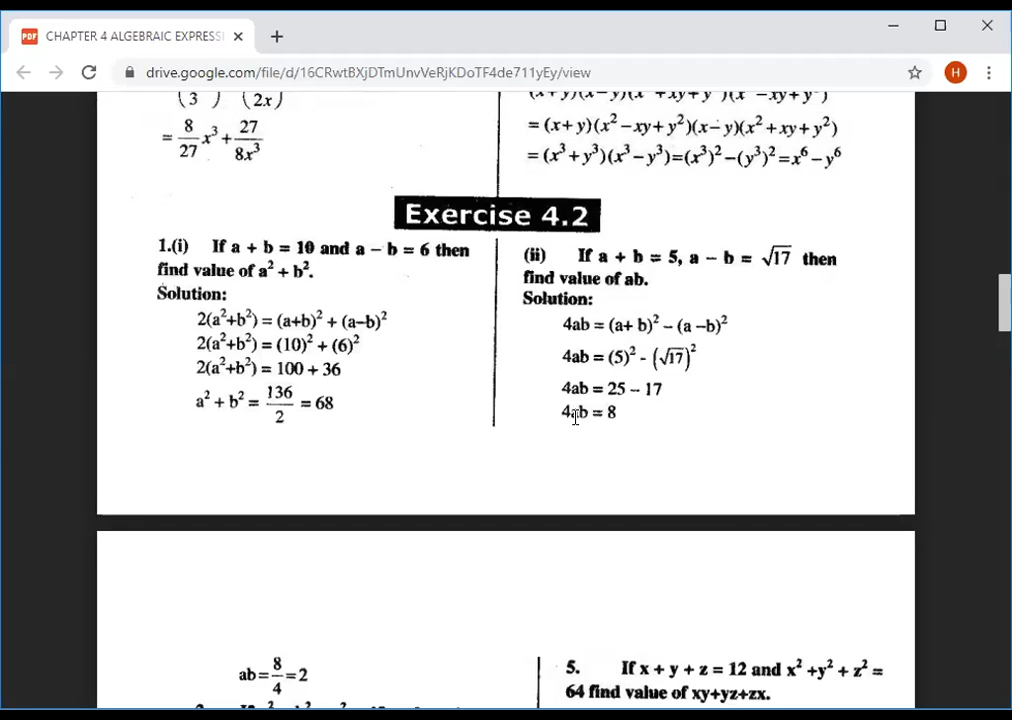 CHAPTER 4 ALGEBRAIC EXPRESS
drive.google.com/file/d/16CRwtBXjDTmUnvVeRjKDoTF4de711yEy/view
H
(3) (2x)
= 8/27 x³ + 27/8x³
= (x+ y)(x² −xy+ y²)(x− y)(x² +xy+ y²)
= (x³ + y³)(x³ − y³)=(x³)² −(y³)² =x⁶ − y⁶
Exercise 4.2
1.(i) If a + b = 10 and a − b = 6 then
find value of a² + b².
Solution:
2(a²+b²) = (a+b)² + (a−b)²
2(a²+b²) = (10)² + (6)²
2(a²+b²) = 100 + 36
a² + b² = 136/2 = 68
(ii) If a + b = 5, a − b = √17 then
find value of ab.
Solution:
4ab = (a+ b)² − (a −b)²
4ab = (5)² - (√17)²
4ab = 25 − 17
4ab = 8
ab = 8/4 = 2
5. If x + y + z = 12 and x² +y² + z² =
64 find value of xy+yz+zx.